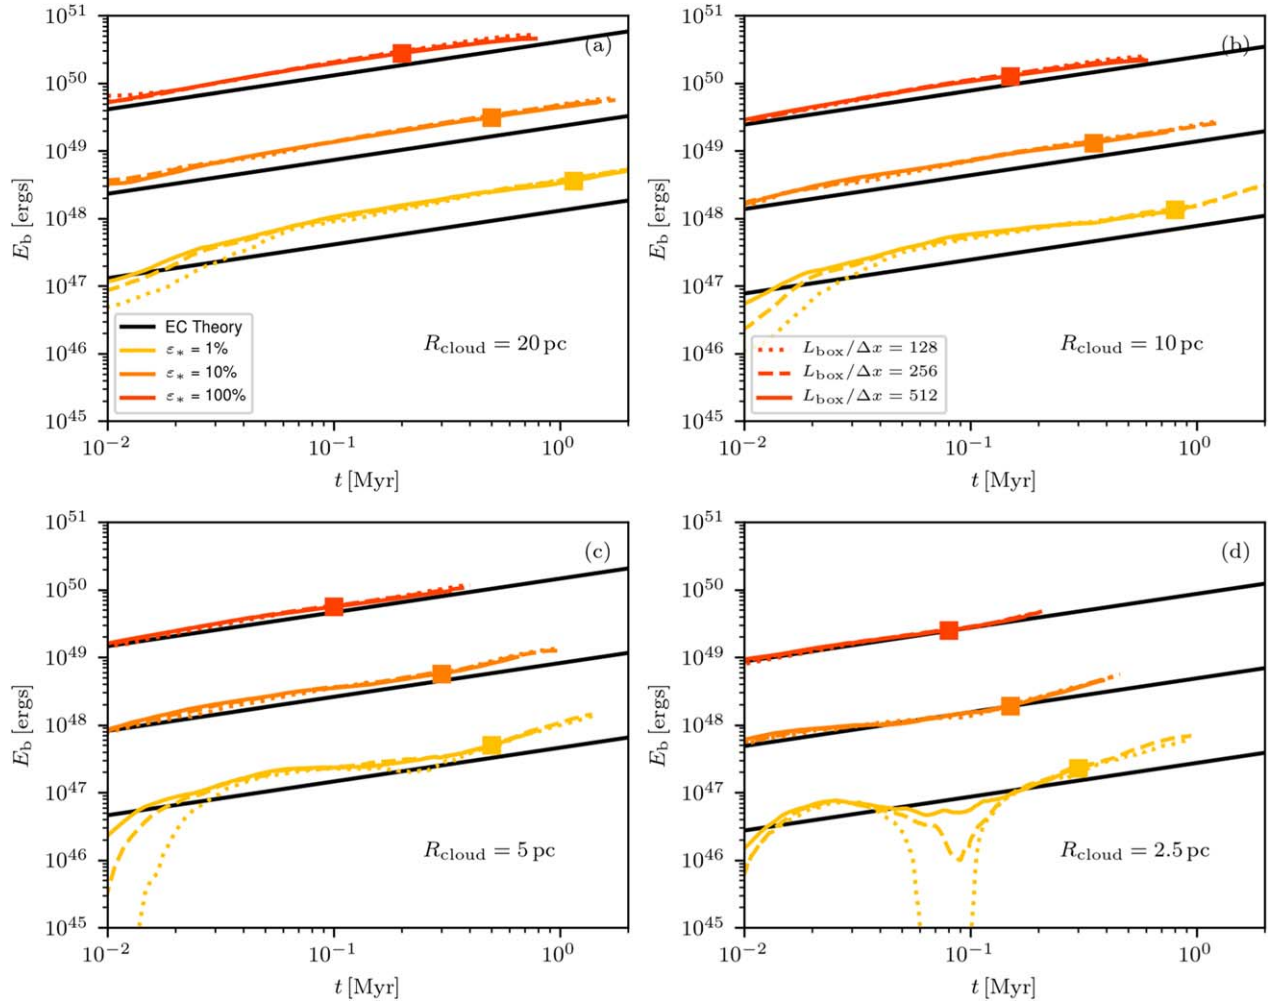 (a)
10^51
10^50
10^49
10^48
10^47
10^46
10^45
E_b [ergs]
EC Theory
ε_* = 1%
ε_* = 10%
ε_* = 100%
R_cloud = 20 pc
10^−2
10^−1
10^0
t [Myr]
(b)
10^51
10^50
10^49
10^48
10^47
10^46
10^45
E_b [ergs]
L_box/Δx = 128
L_box/Δx = 256
L_box/Δx = 512
R_cloud = 10 pc
10^−2
10^−1
10^0
t [Myr]
(c)
10^51
10^50
10^49
10^48
10^47
10^46
10^45
E_b [ergs]
R_cloud = 5 pc
10^−2
10^−1
10^0
t [Myr]
(d)
10^51
10^50
10^49
10^48
10^47
10^46
10^45
E_b [ergs]
R_cloud = 2.5 pc
10^−2
10^−1
10^0
t [Myr]